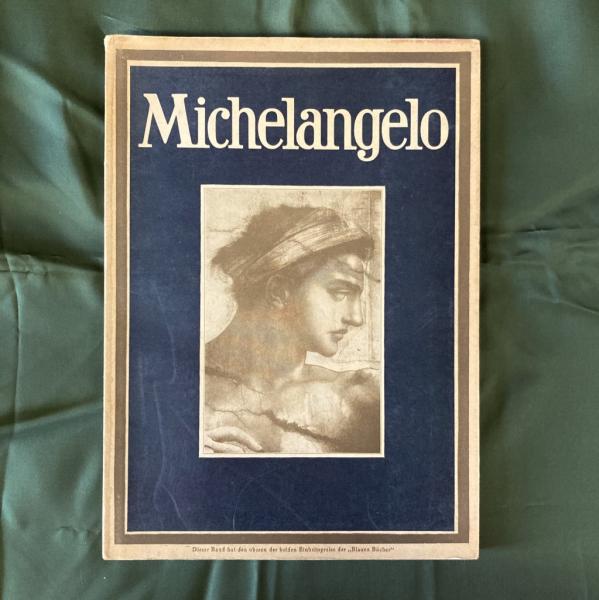 Michelangelo
Dieser Band hat den oberen der beiden Einheitspreise der „Blauen Bücher“